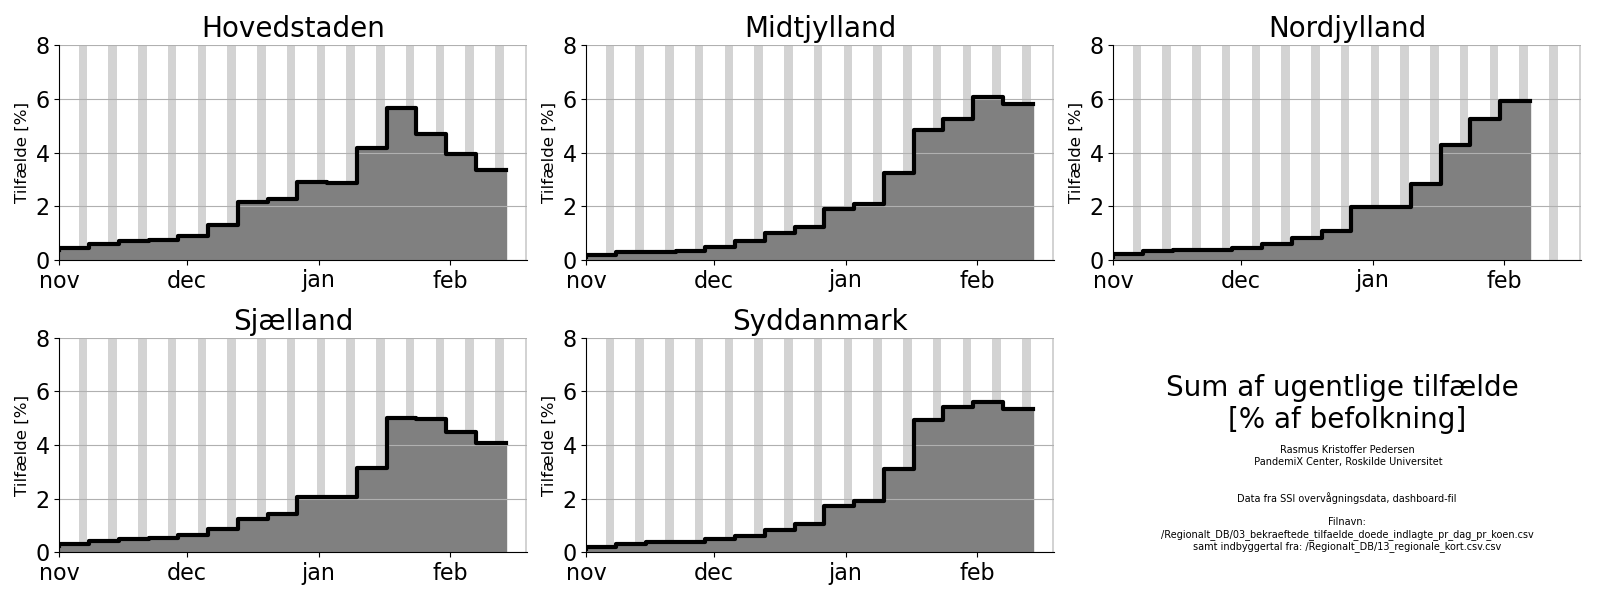 Hovedstaden
Tilfælde [%]
8
6
4
2
0
nov dec jan feb
Midtjylland
Tilfælde [%]
8
6
4
2
0
nov dec jan feb
Nordjylland
Tilfælde [%]
8
6
4
2
0
nov dec jan feb
Sjælland
Tilfælde [%]
8
6
4
2
0
nov dec jan feb
Syddanmark
Tilfælde [%]
8
6
4
2
0
nov dec jan feb
Sum af ugentlige tilfælde
[% af befolkning]
Rasmus Kristoffer Pedersen
PandemiX Center, Roskilde Universitet
Data fra SSI overvågningsdata, dashboard-fil
Filnavn:
/Regionalt_DB/03_bekraeftede_tilfaelde_doede_indlagte_pr_dag_pr_koen.csv
samt indbyggertal fra: /Regionalt_DB/13_regionale_kort.csv.csv